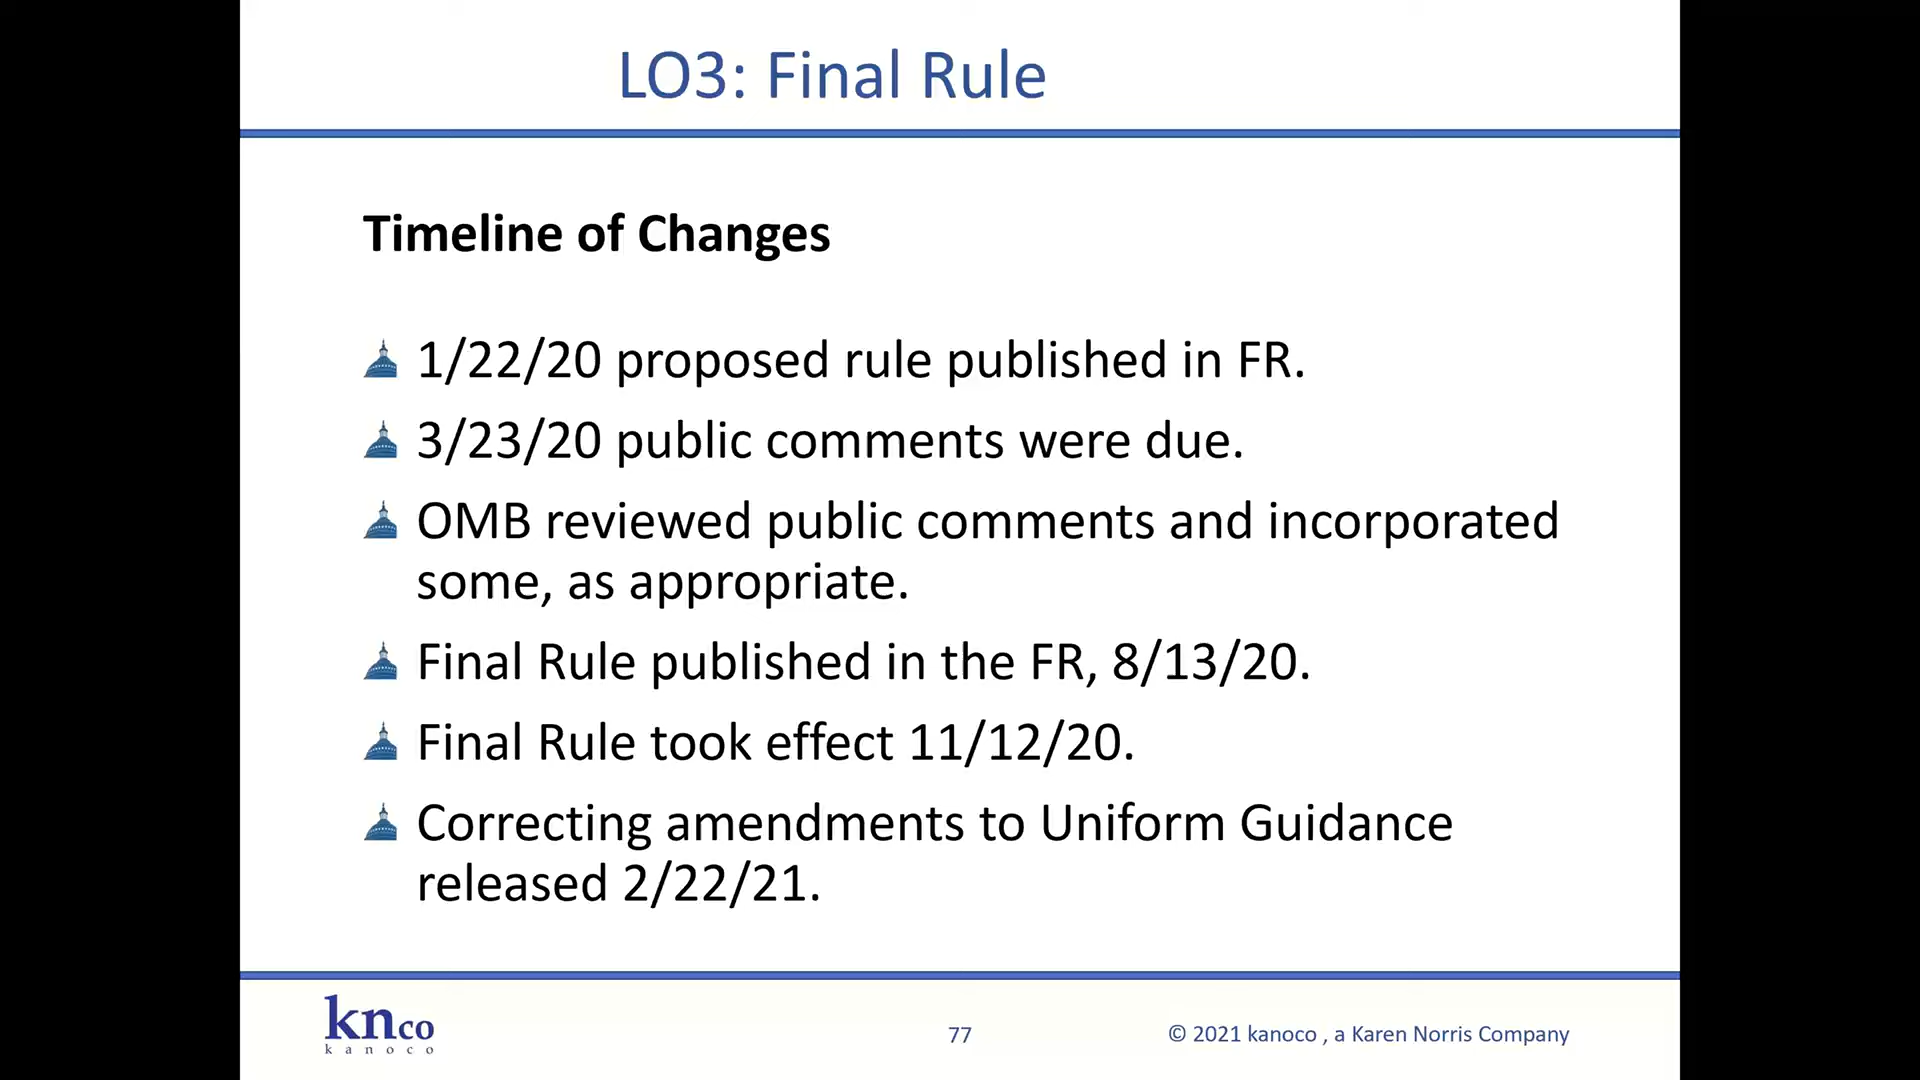 LO3: Final Rule
Timeline of Changes
1/22/20 proposed rule published in FR.
3/23/20 public comments were due.
OMB reviewed public comments and incorporated
some, as appropriate.
Final Rule published in the FR, 8/13/20.
Final Rule took effect 11/12/20.
Correcting amendments to Uniform Guidance
released 2/22/21.
knco
kanoco
77
© 2021 kanoco , a Karen Norris Company